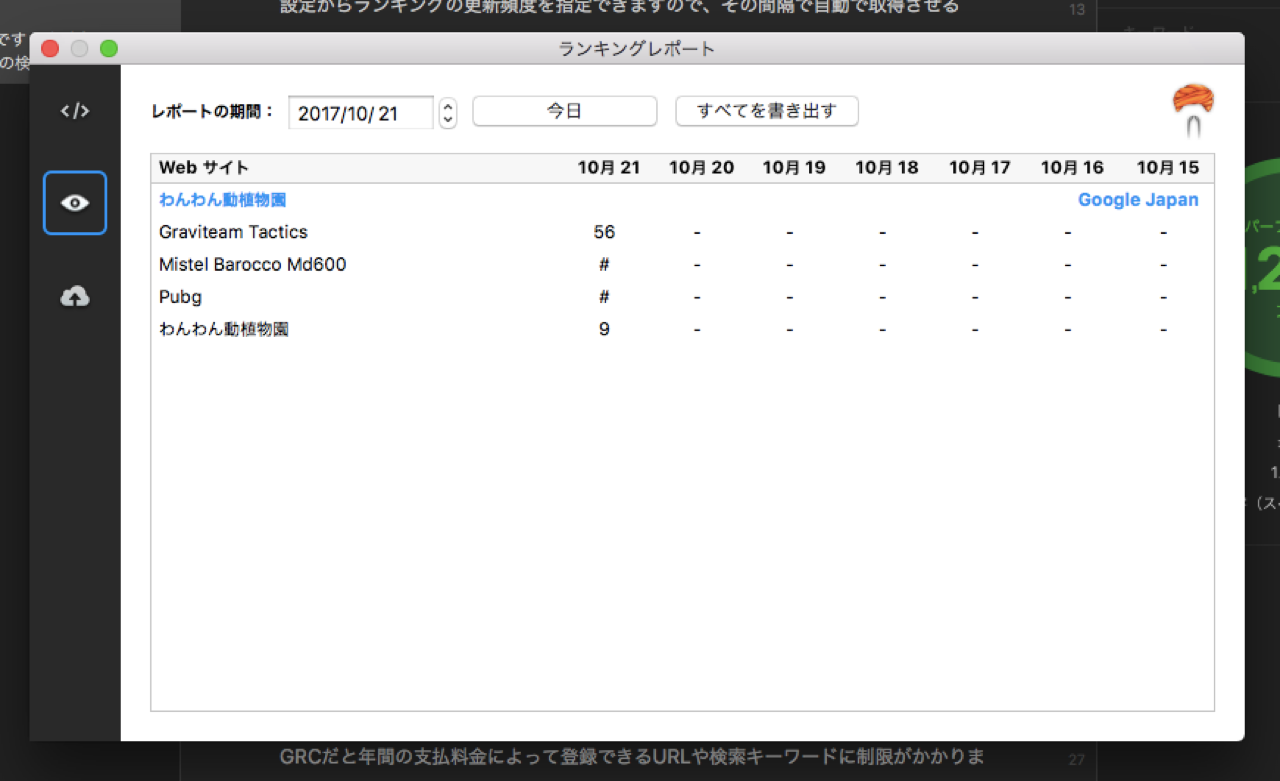 設定からランキングの更新頻度を指定できますので、その間隔で自動で取得させる
13
です
の検
ランキングレポート
</>
レポートの期間： 2017/10/21 今日 すべてを書き出す
Web サイト 10月 21 10月 20 10月 19 10月 18 10月 17 10月 16 10月 15
わんわん動植物園 Google Japan
Graviteam Tactics 56 - - - - - -
Mistel Barocco Md600 # - - - - - -
Pubg # - - - - - -
わんわん動植物園 9 - - - - - -
GRCだと年間の支払料金によって登録できるURLや検索キーワードに制限がかかりま
27